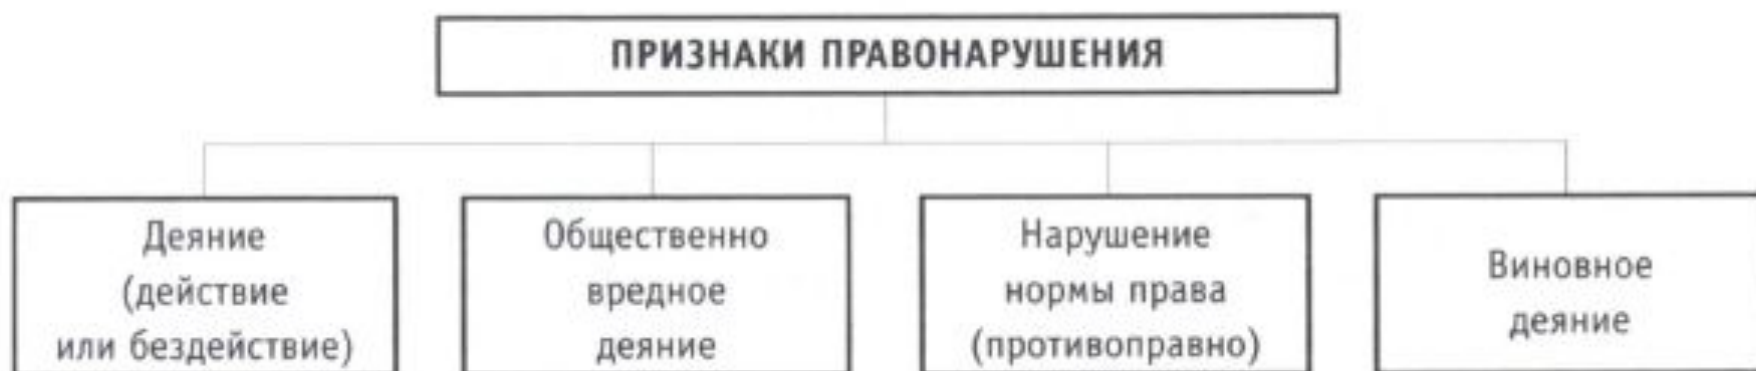 ПРИЗНАКИ ПРАВОНАРУШЕНИЯ
Деяние
(действие
или бездействие)
Общественно
вредное
деяние
Нарушение
нормы права
(противоправно)
Виновное
деяние